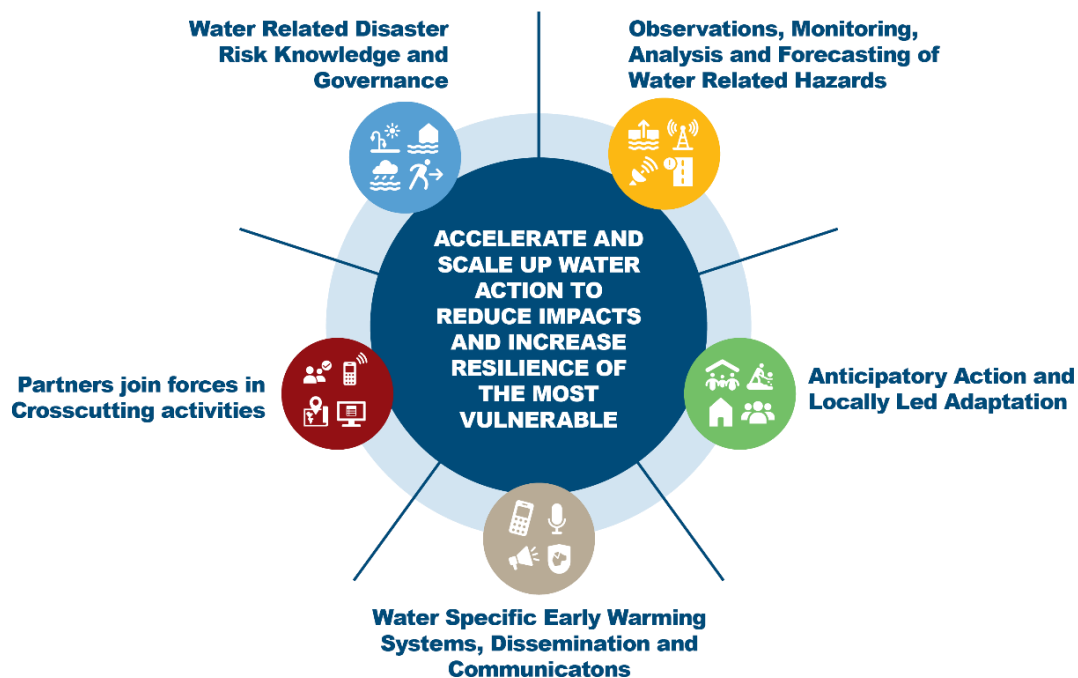 Water Related Disaster
Risk Knowledge and
Governance
Observations, Monitoring,
Analysis and Forecasting of
Water Related Hazards
ACCELERATE AND
SCALE UP WATER
ACTION TO
REDUCE IMPACTS
AND INCREASE
RESILIENCE OF
THE MOST
VULNERABLE
Partners join forces in
Crosscutting activities
Anticipatory Action and
Locally Led Adaptation
Water Specific Early Warming
Systems, Dissemination and
Communicatons